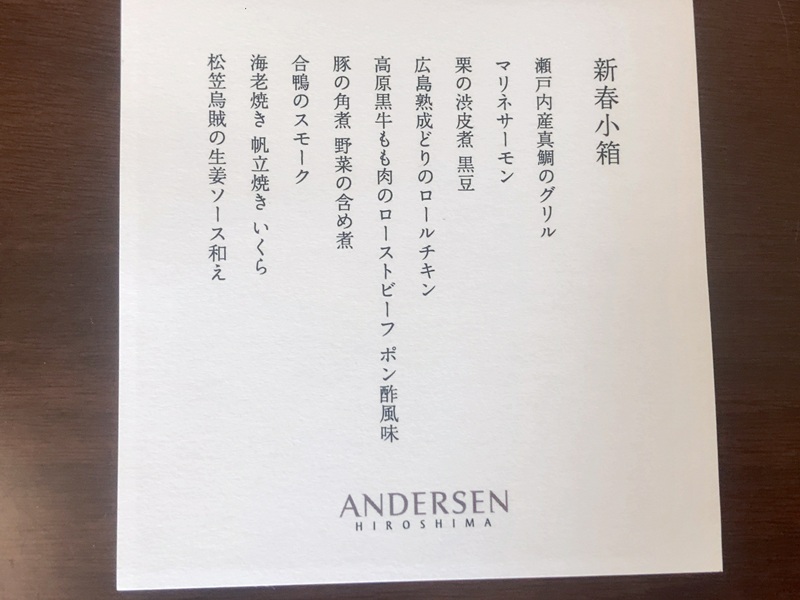 新春小箱
瀬戸内産真鯛のグリル
マリネサーモン
栗の渋皮煮 黒豆
広島熟成どりのロールチキン
高原黒牛もも肉のローストビーフ ポン酢風味
豚の角煮 野菜の含め煮
合鴨のスモーク
海老焼き 帆立焼き いくら
松笠烏賊の生姜ソース和え
ANDERSEN
HIROSHIMA